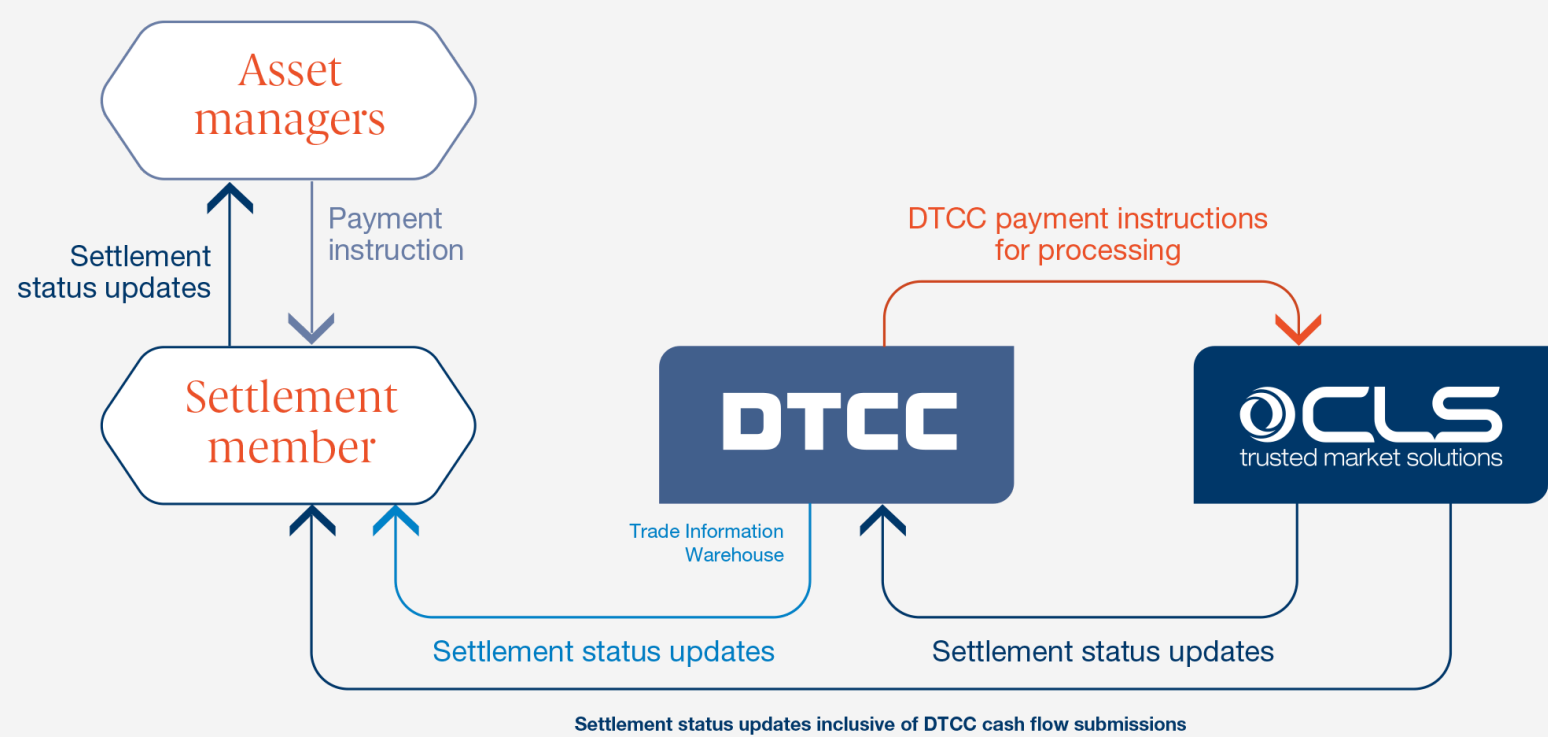 Asset
managers
Payment
instruction
Settlement
status updates
DTCC payment instructions
for processing
Settlement
member
DTCC
CLS
trusted market solutions
Trade Information
Warehouse
Settlement status updates
Settlement status updates
Settlement status updates inclusive of DTCC cash flow submissions